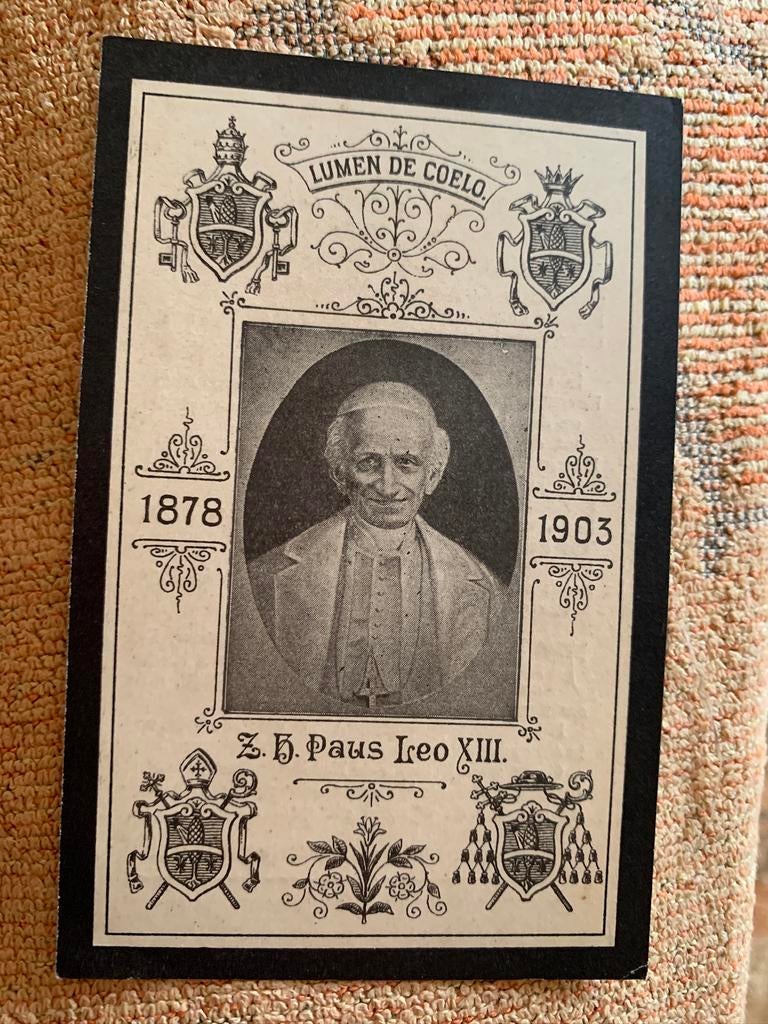 LUMEN DE COELO.
1878
1903
Z. H. Paus Leo XIII.